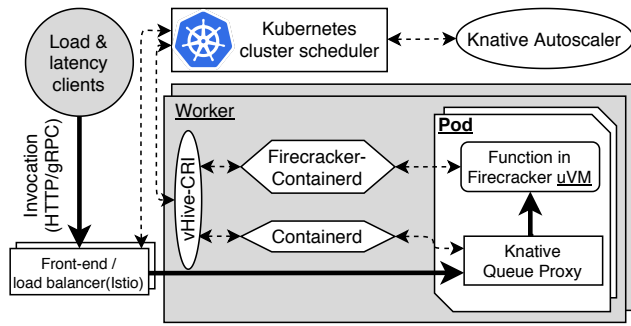 Load &
latency
clients
Kubernetes
cluster scheduler
Knative Autoscaler
Invocation
(HTTP/gRPC)
Worker
vHive-CRI
Firecracker-
Containerd
Containerd
Pod
Function in
Firecracker uVM
Knative
Queue Proxy
Front-end /
load balancer(Istio)